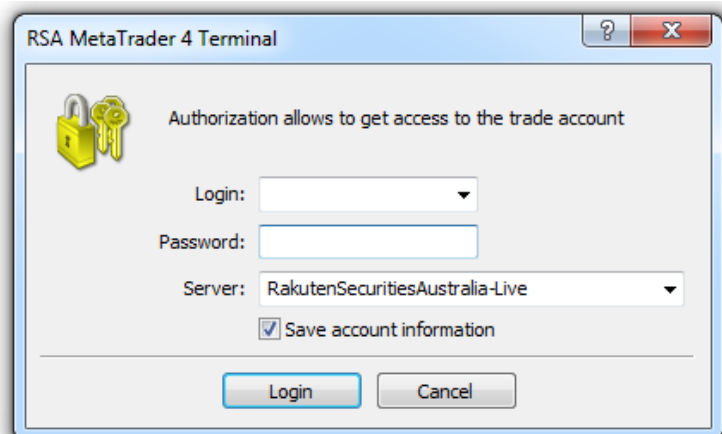 RSA MetaTrader 4 Terminal
Authorization allows to get access to the trade account
Login:
Password:
Server: RakutenSecuritiesAustralia-Live
Save account information
Login Cancel